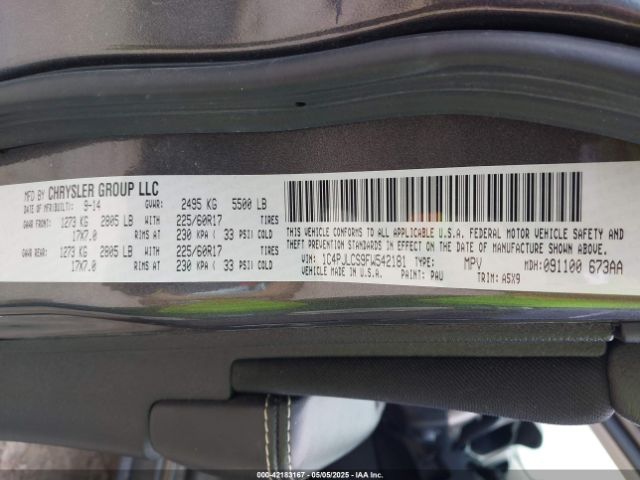 MFD BY CHRYSLER GROUP LLC
DATE OF MFR(BUILT): 9-14 GVWR: 2495 KG 5500 LB
GAWR FRONT: 1273 KG 2805 LB WITH 225/60R17 TIRES
17X7.0 RIMS AT 230 KPA ( 33 PSI) COLD
GAWR REAR: 1273 KG 2805 LB WITH 225/60R17 TIRES
17X7.0 RIMS AT 230 KPA ( 33 PSI) COLD
THIS VEHICLE CONFORMS TO ALL APPLICABLE U.S.A. FEDERAL MOTOR VEHICLE SAFETY AND
THEFT PREVENTION STANDARDS IN EFFECT ON THE DATE OF MANUFACTURE SHOWN ABOVE.
VIN: 1C4PJLCS9FW542181 TYPE: MPV MDH: 091100 673AA
VEHICLE MADE IN U.S.A. PAINT: PAU TRIM: A5X9
00-42183167 • 05/05/2025 • IAAI.COM